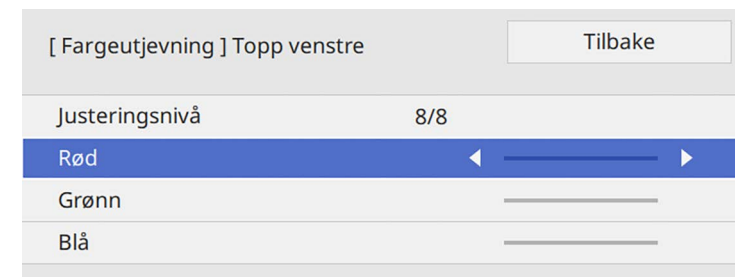 [ Fargeutjevning ] Topp venstre
Tilbake
Justeringsnivå 8/8
Rød
Grønn
Blå